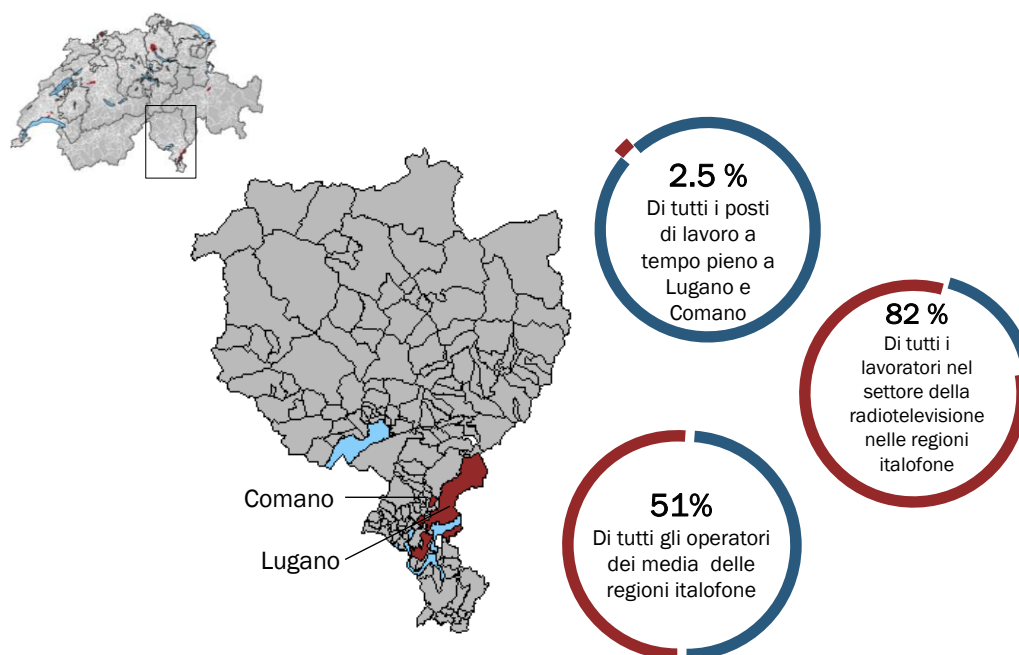 2.5 %
Di tutti i posti
di lavoro a
tempo pieno a
Lugano e
Comano
82 %
Di tutti i
lavoratori nel
settore della
radiotelevisione
nelle regioni
italofone
51%
Di tutti gli operatori
dei media delle
regioni italofone
Comano
Lugano